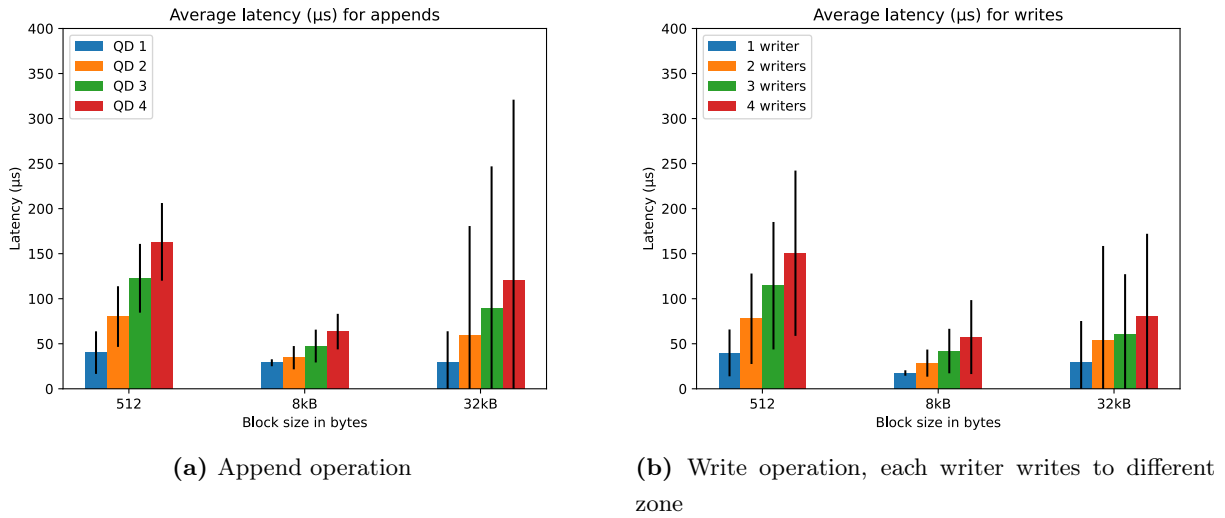 Average latency (µs) for appends
400
350
300
250
200
150
100
50
0
Latency (µs)
QD 1
QD 2
QD 3
QD 4
512
8kB
32kB
Block size in bytes
(a) Append operation
Average latency (µs) for writes
400
350
300
250
200
150
100
50
0
Latency (µs)
1 writer
2 writers
3 writers
4 writers
512
8kB
32kB
Block size in bytes
(b) Write operation, each writer writes to different
zone